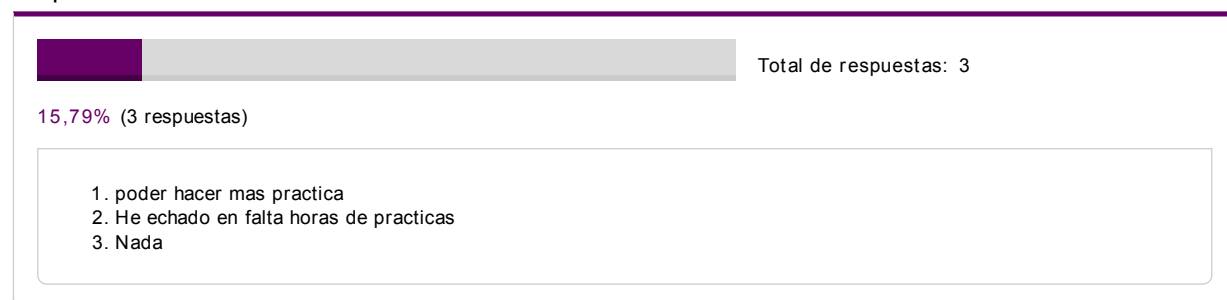 Total de respuestas: 3
15,79% (3 respuestas)
1. poder hacer mas practica
2. He echado en falta horas de practicas
3. Nada